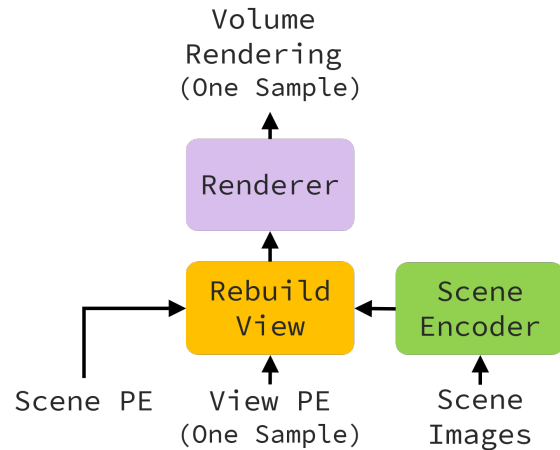 Volume
Rendering
(One Sample)
Renderer
Rebuild
View
Scene
Encoder
Scene PE
View PE
(One Sample)
Scene
Images